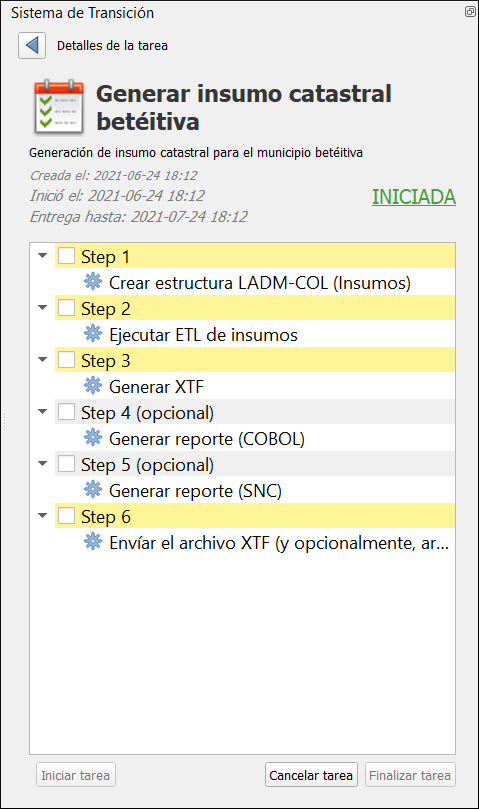 Sistema de Transición
Detalles de la tarea
Generar insumo catastral
betéitiva
Generación de insumo catastral para el municipio betéitiva
Creada el: 2021-06-24 18:12
Inició el: 2021-06-24 18:12
INICIADA
Entrega hasta: 2021-07-24 18:12
Step 1
Crear estructura LADM-COL (Insumos)
Step 2
Ejecutar ETL de insumos
Step 3
Generar XTF
Step 4 (opcional)
Generar reporte (COBOL)
Step 5 (opcional)
Generar reporte (SNC)
Step 6
Envíar el archivo XTF (y opcionalmente, ar...
Iniciar tarea
Cancelar tarea
Finalizar tarea